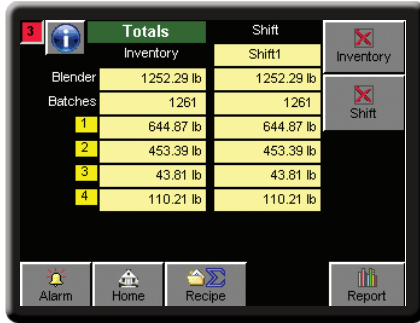 3 Totals Shift
Inventory Shift1 Inventory
Blender 1252.29 lb 1252.29 lb
Batches 1261 1261 Shift
1 644.87 lb 644.87 lb
2 453.39 lb 453.39 lb
3 43.81 lb 43.81 lb
4 110.21 lb 110.21 lb
Alarm Home Recipe Report